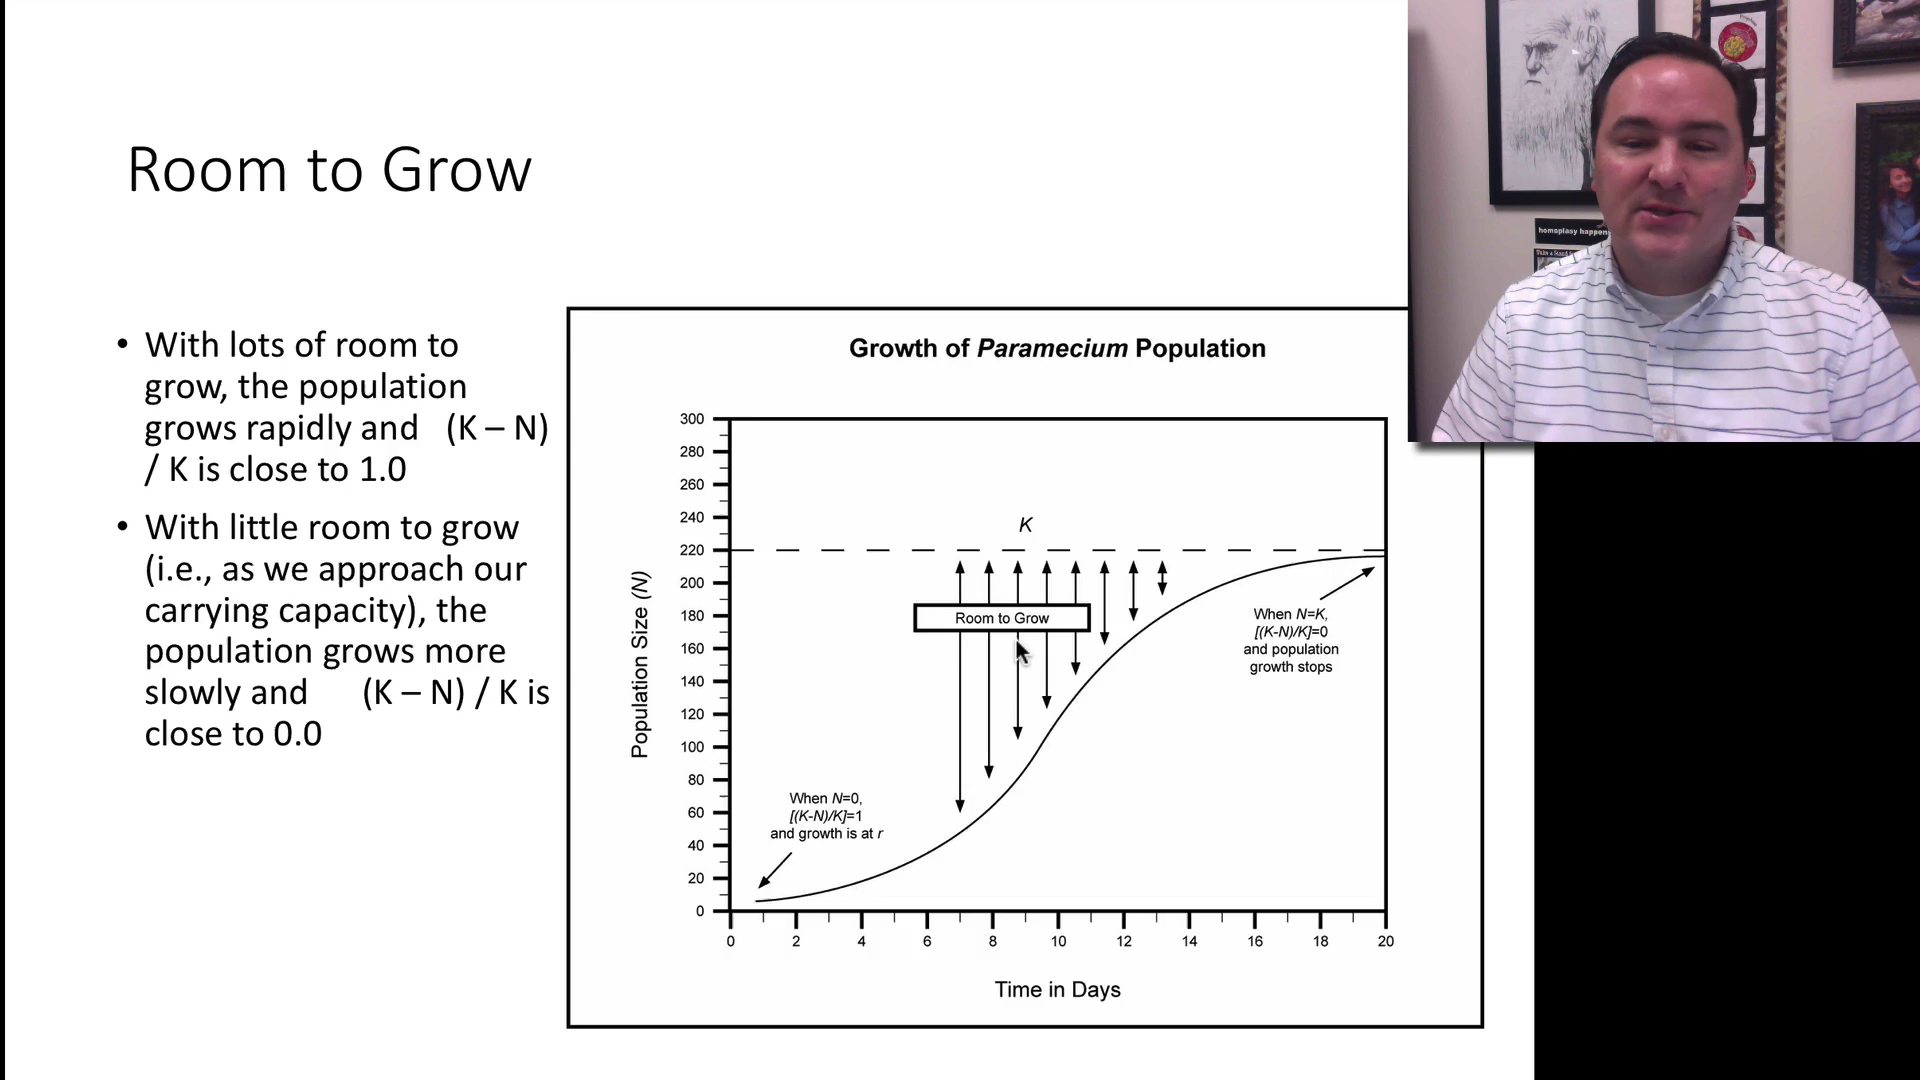 Room to Grow
• With lots of room to
grow, the population
grows rapidly and (K – N)
/ K is close to 1.0
• With little room to grow
(i.e., as we approach our
carrying capacity), the
population grows more
slowly and (K – N) / K is
close to 0.0
Growth of Paramecium Population
300
280
260
240
220
200
180
160
140
120
100
80
60
40
20
0
Population Size (N)
K
Room to Grow
When N=K,
[(K-N)/K]=0
and population
growth stops
When N=0,
[(K-N)/K]=1
and growth is at r
0 2 4 6 8 10 12 14 16 18 20
Time in Days
homoplasy happen